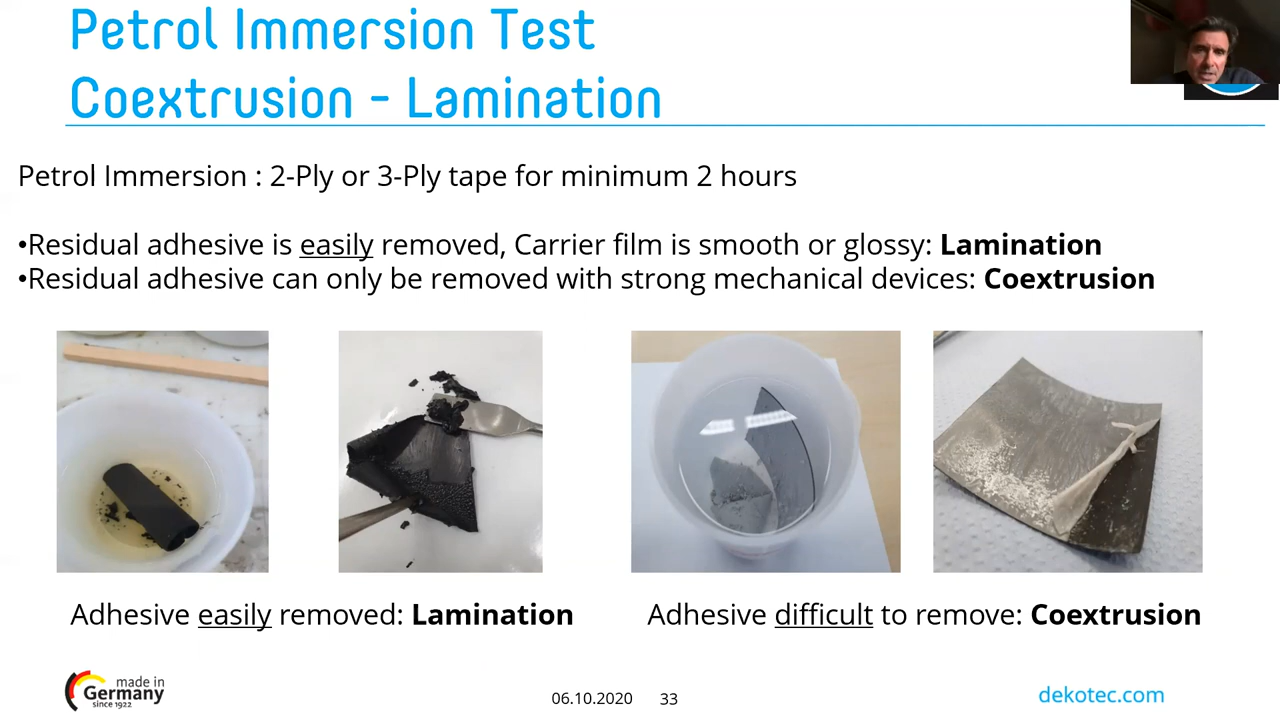 Petrol Immersion Test
Coextrusion - Lamination
Petrol Immersion : 2-Ply or 3-Ply tape for minimum 2 hours
•Residual adhesive is easily removed, Carrier film is smooth or glossy: Lamination
•Residual adhesive can only be removed with strong mechanical devices: Coextrusion
Adhesive easily removed: Lamination
Adhesive difficult to remove: Coextrusion
made in
Germany
since 1922
06.10.2020
33
dekotec.com